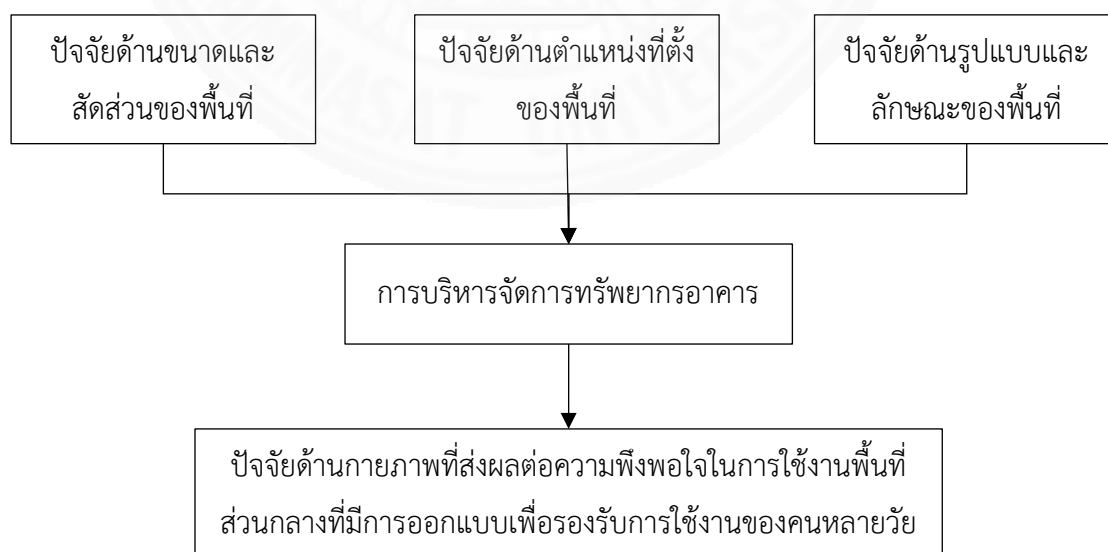 ปัจจัยด้านขนาดและ
สัดส่วนของพื้นที่
ปัจจัยด้านตำแหน่งที่ตั้ง
ของพื้นที่
ปัจจัยด้านรูปแบบและ
ลักษณะของพื้นที่
การบริหารจัดการทรัพยากรอาคาร
ปัจจัยด้านกายภาพที่ส่งผลต่อความพึงพอใจในการใช้งานพื้นที่
ส่วนกลางที่มีการออกแบบเพื่อรองรับการใช้งานของคนหลายวัย